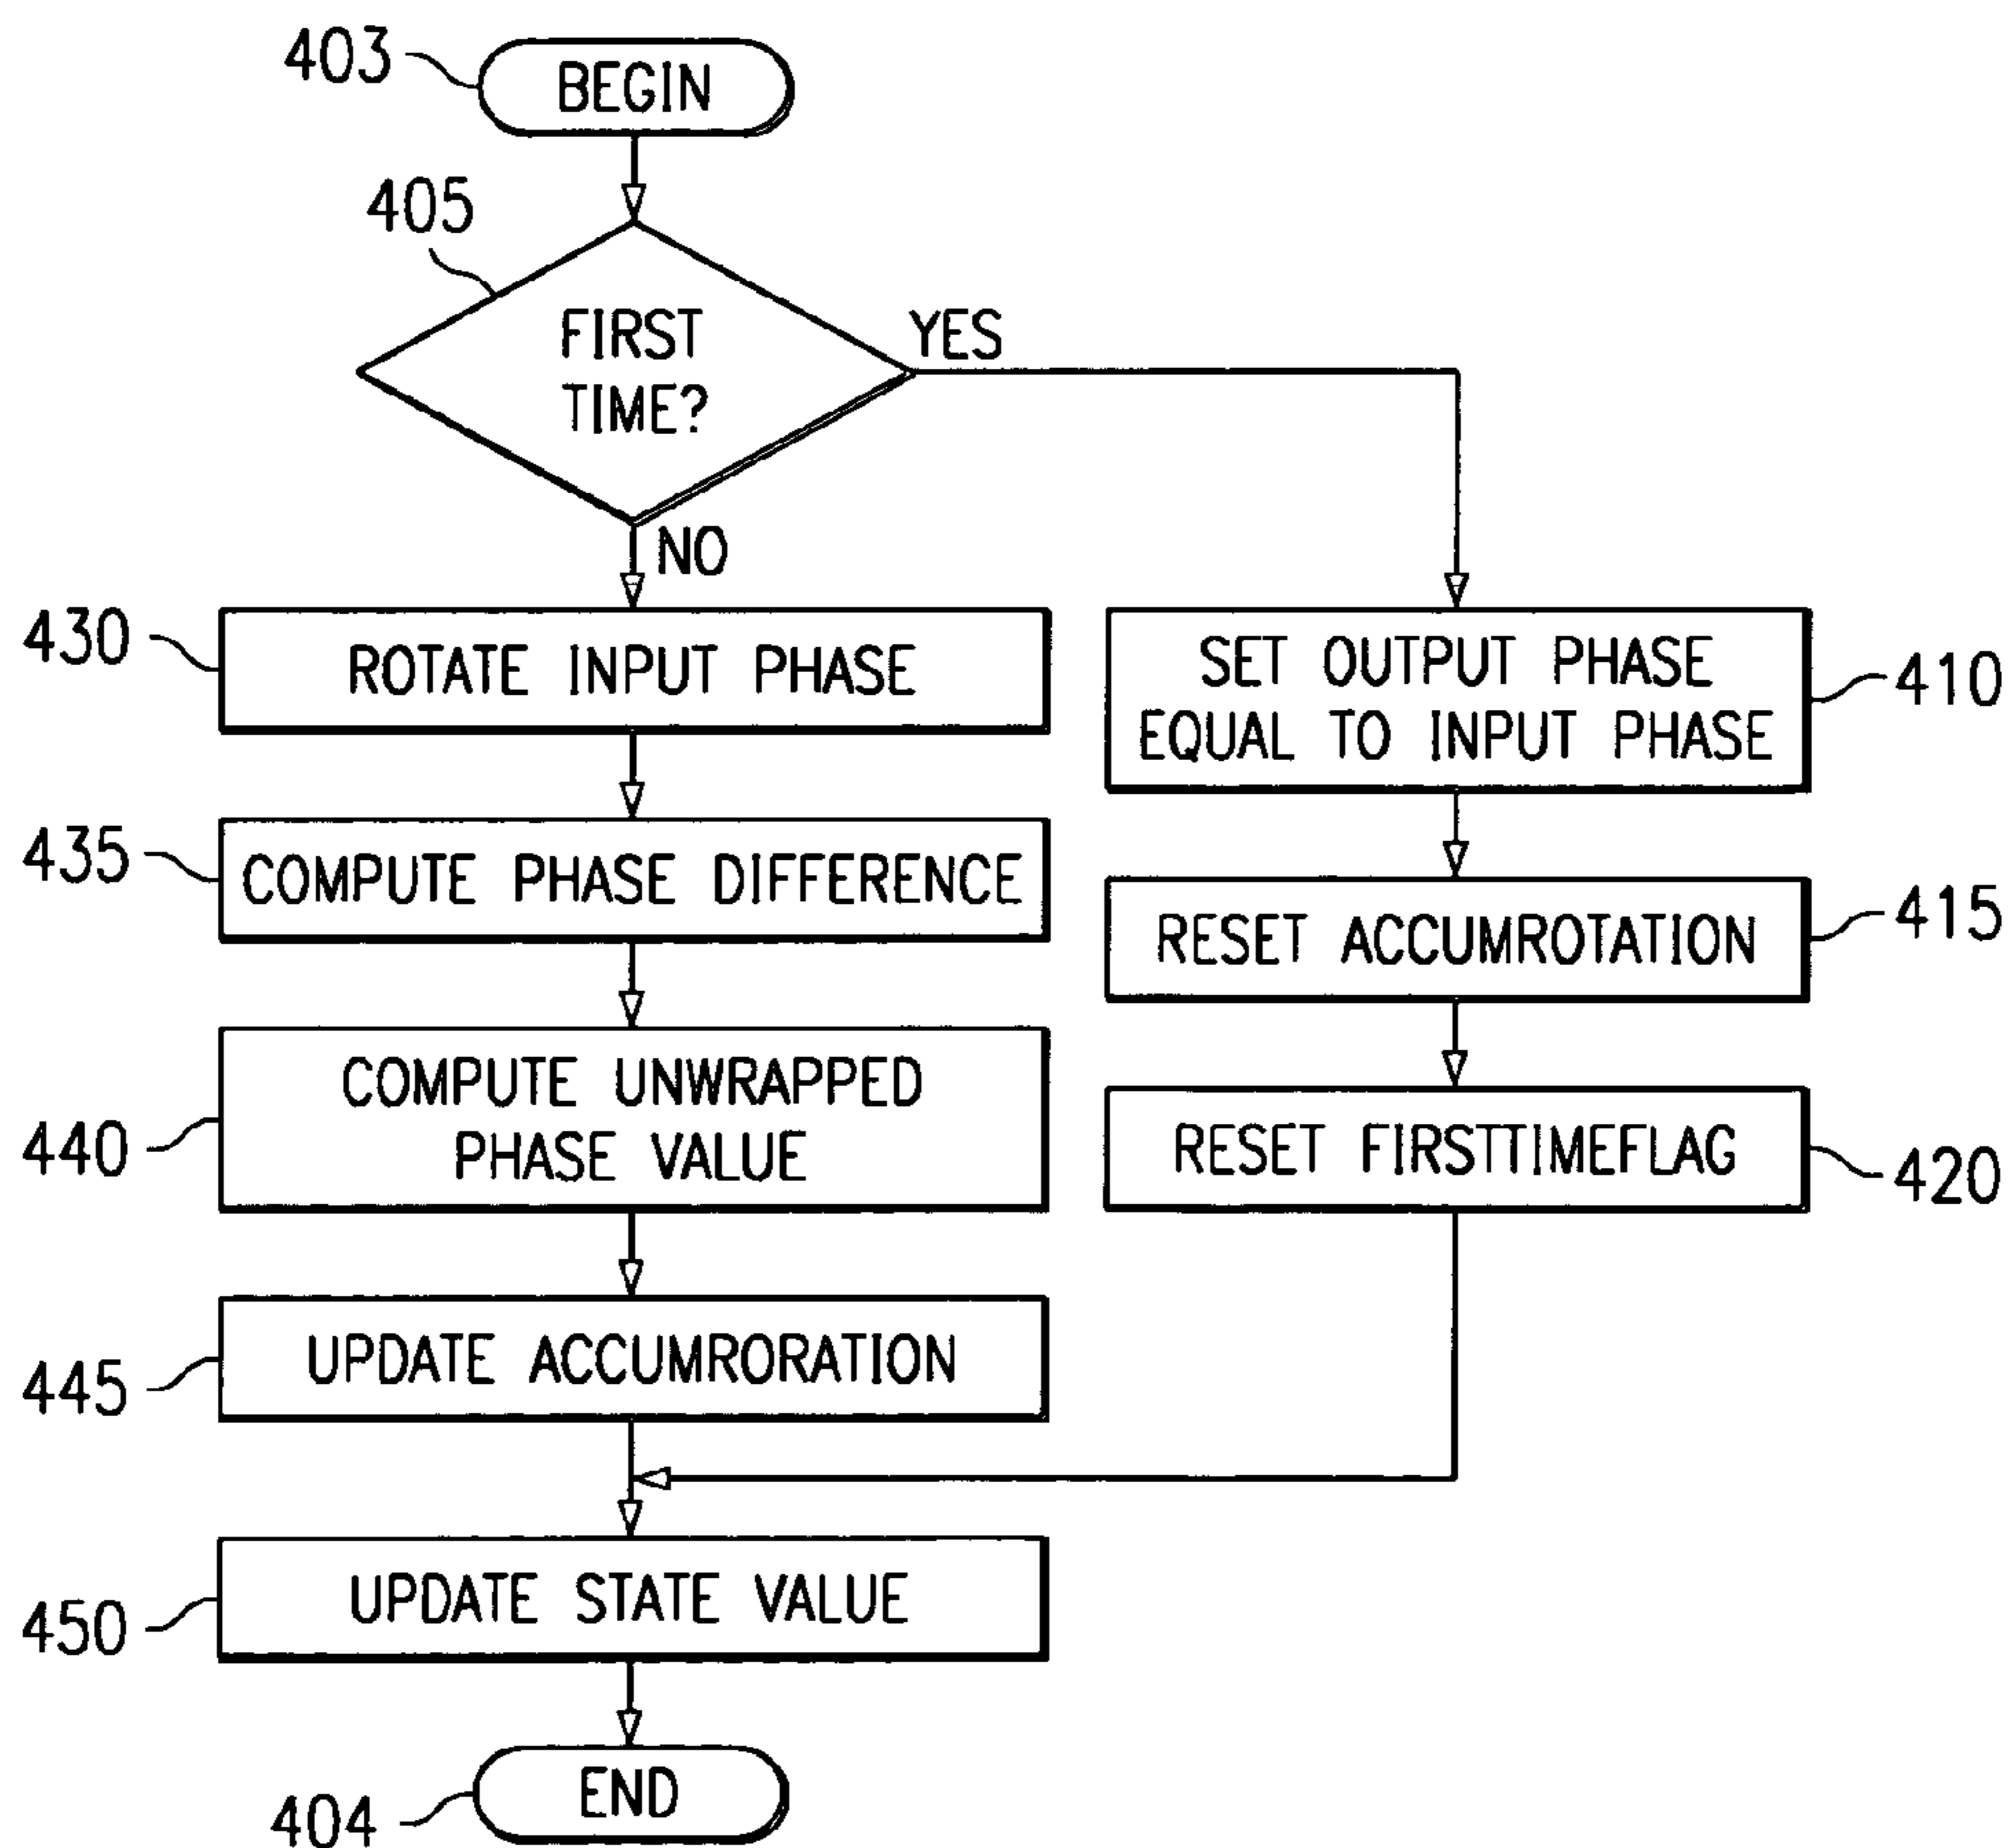 403
BEGIN
405
FIRST
TIME?
YES
NO
430
ROTATE INPUT PHASE
SET OUTPUT PHASE
EQUAL TO INPUT PHASE
410
435
COMPUTE PHASE DIFFERENCE
RESET ACCUMROTATION
415
440
COMPUTE UNWRAPPED
PHASE VALUE
RESET FIRSTTIMEFLAG
420
445
UPDATE ACCUMRORATION
450
UPDATE STATE VALUE
404
END